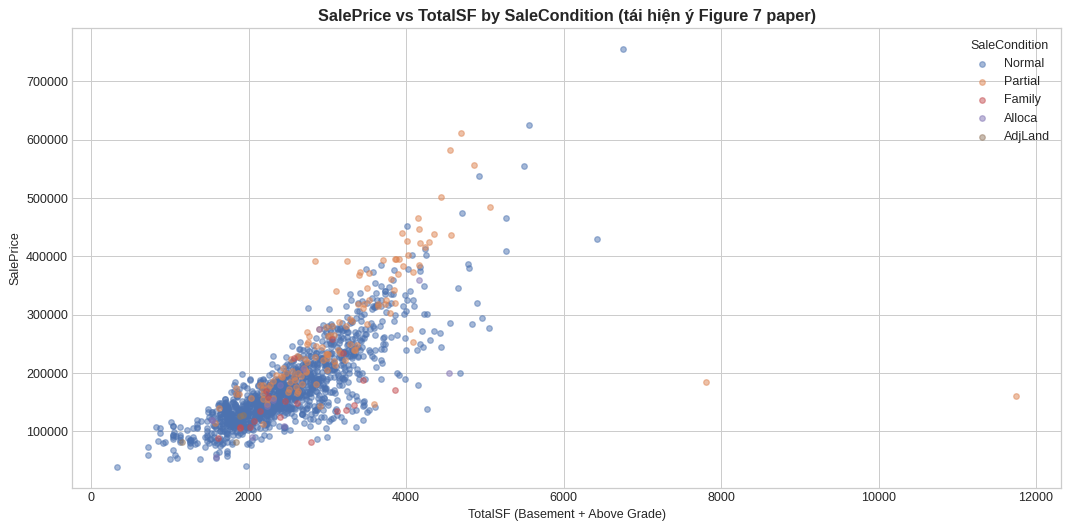 SalePrice vs TotalSF by SaleCondition (tái hiện ý Figure 7 paper)
SaleCondition
Normal
Partial
Family
Alloca
AdjLand
700000
600000
500000
400000
300000
200000
100000
SalePrice
0
2000
4000
6000
8000
10000
12000
TotalSF (Basement + Above Grade)